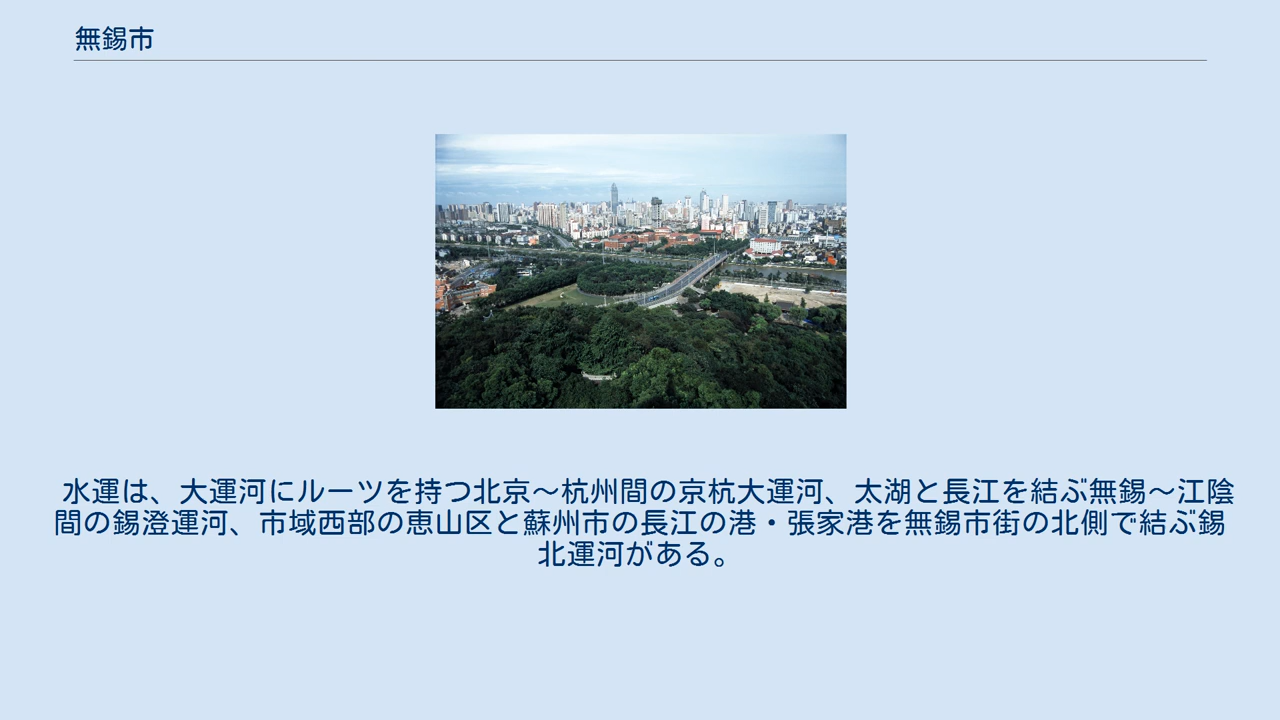 無錫市
水運は、大運河にルーツを持つ北京～杭州間の京杭大運河、太湖と長江を結ぶ無錫～江陰
間の錫澄運河、市域西部の恵山区と蘇州市の長江の港・張家港を無錫市街の北側で結ぶ錫
北運河がある。